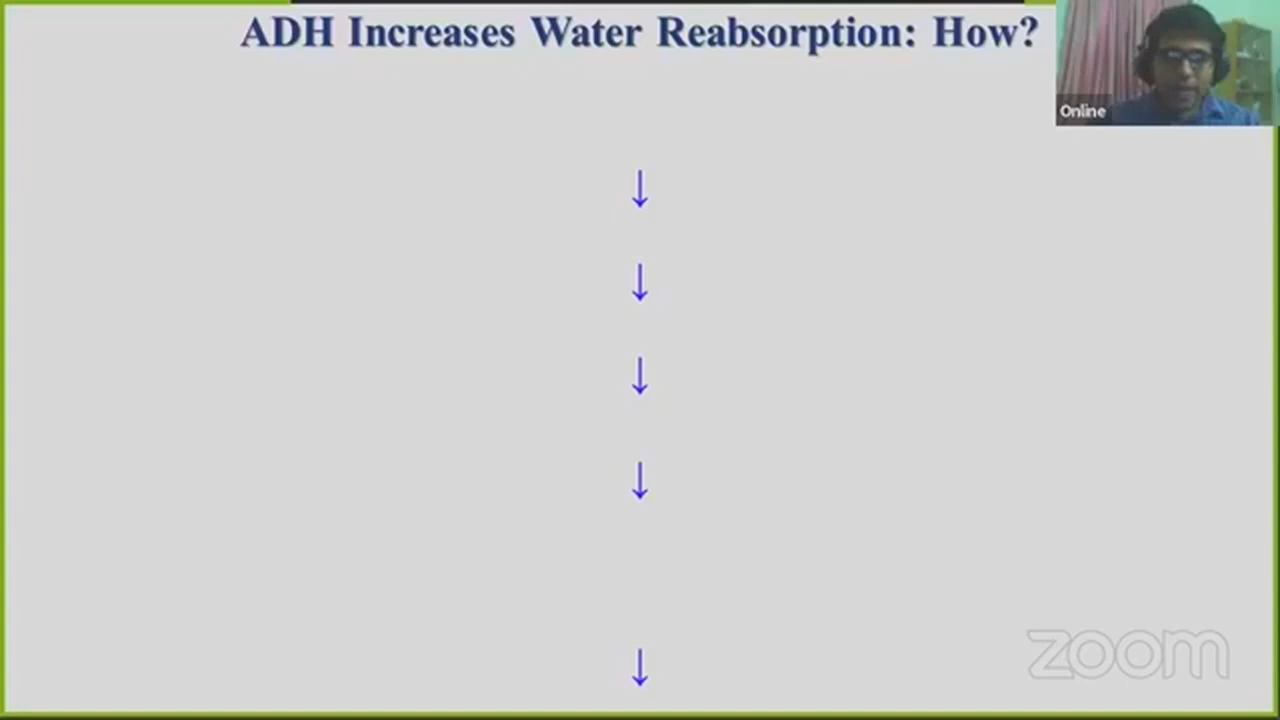 ADH Increases Water Reabsorption: How?
Online
↓
↓
↓
↓
↓
zoom